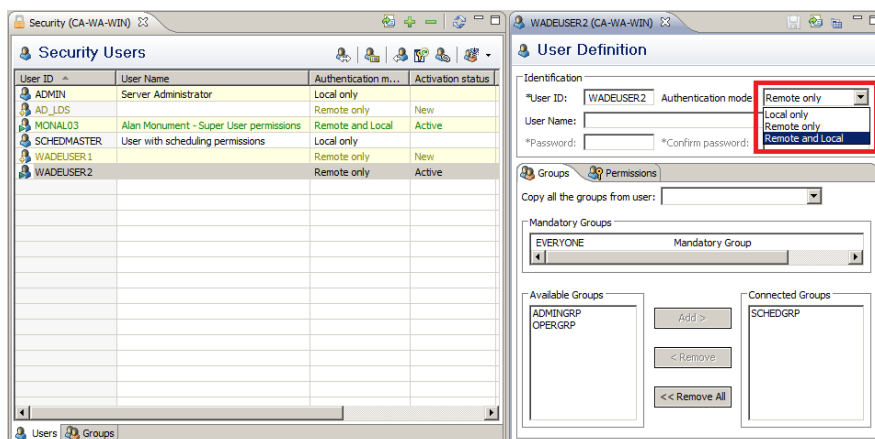 Security (CA-WA-WIN)
Security Users
User ID User Name Authentication m... Activation status
ADMIN Server Administrator Local only
AD_LDS Remote only New
MONAL03 Alan Monument - Super User permissions Remote and Local Active
SCHEDMASTER User with scheduling permissions Local only
WADEUSER1 Remote only New
WADEUSER2 Remote only Active
Users Groups
WADEUSER2 (CA-WA-WIN)
User Definition
Identification
*User ID: WADEUSER2 Authentication mode Remote only
Local only
Remote only
Remote and Local
User Name:
*Password: *Confirm password:
Groups Permissions
Copy all the groups from user:
Mandatory Groups
EVERYONE Mandatory Group
Available Groups
ADMINGRP
OPERGRP
Add >
< Remove
<< Remove All
Connected Groups
SCHEDGRP